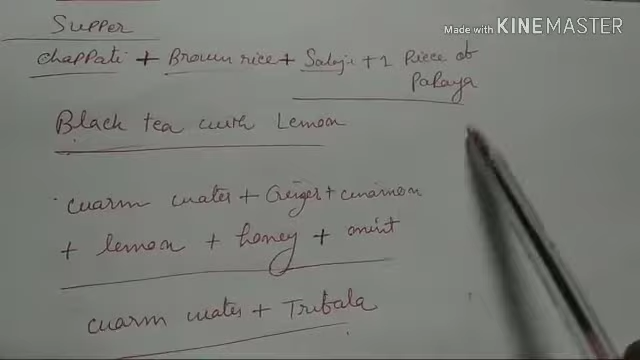 Supper
Made with KINEMASTER
chappati + Brown rice + Sabji + 1 Piece of
Papaya
Black tea with Lemon
warm water + Ginger + cinamon
+ lemon + honey + mint
warm water + Trifala